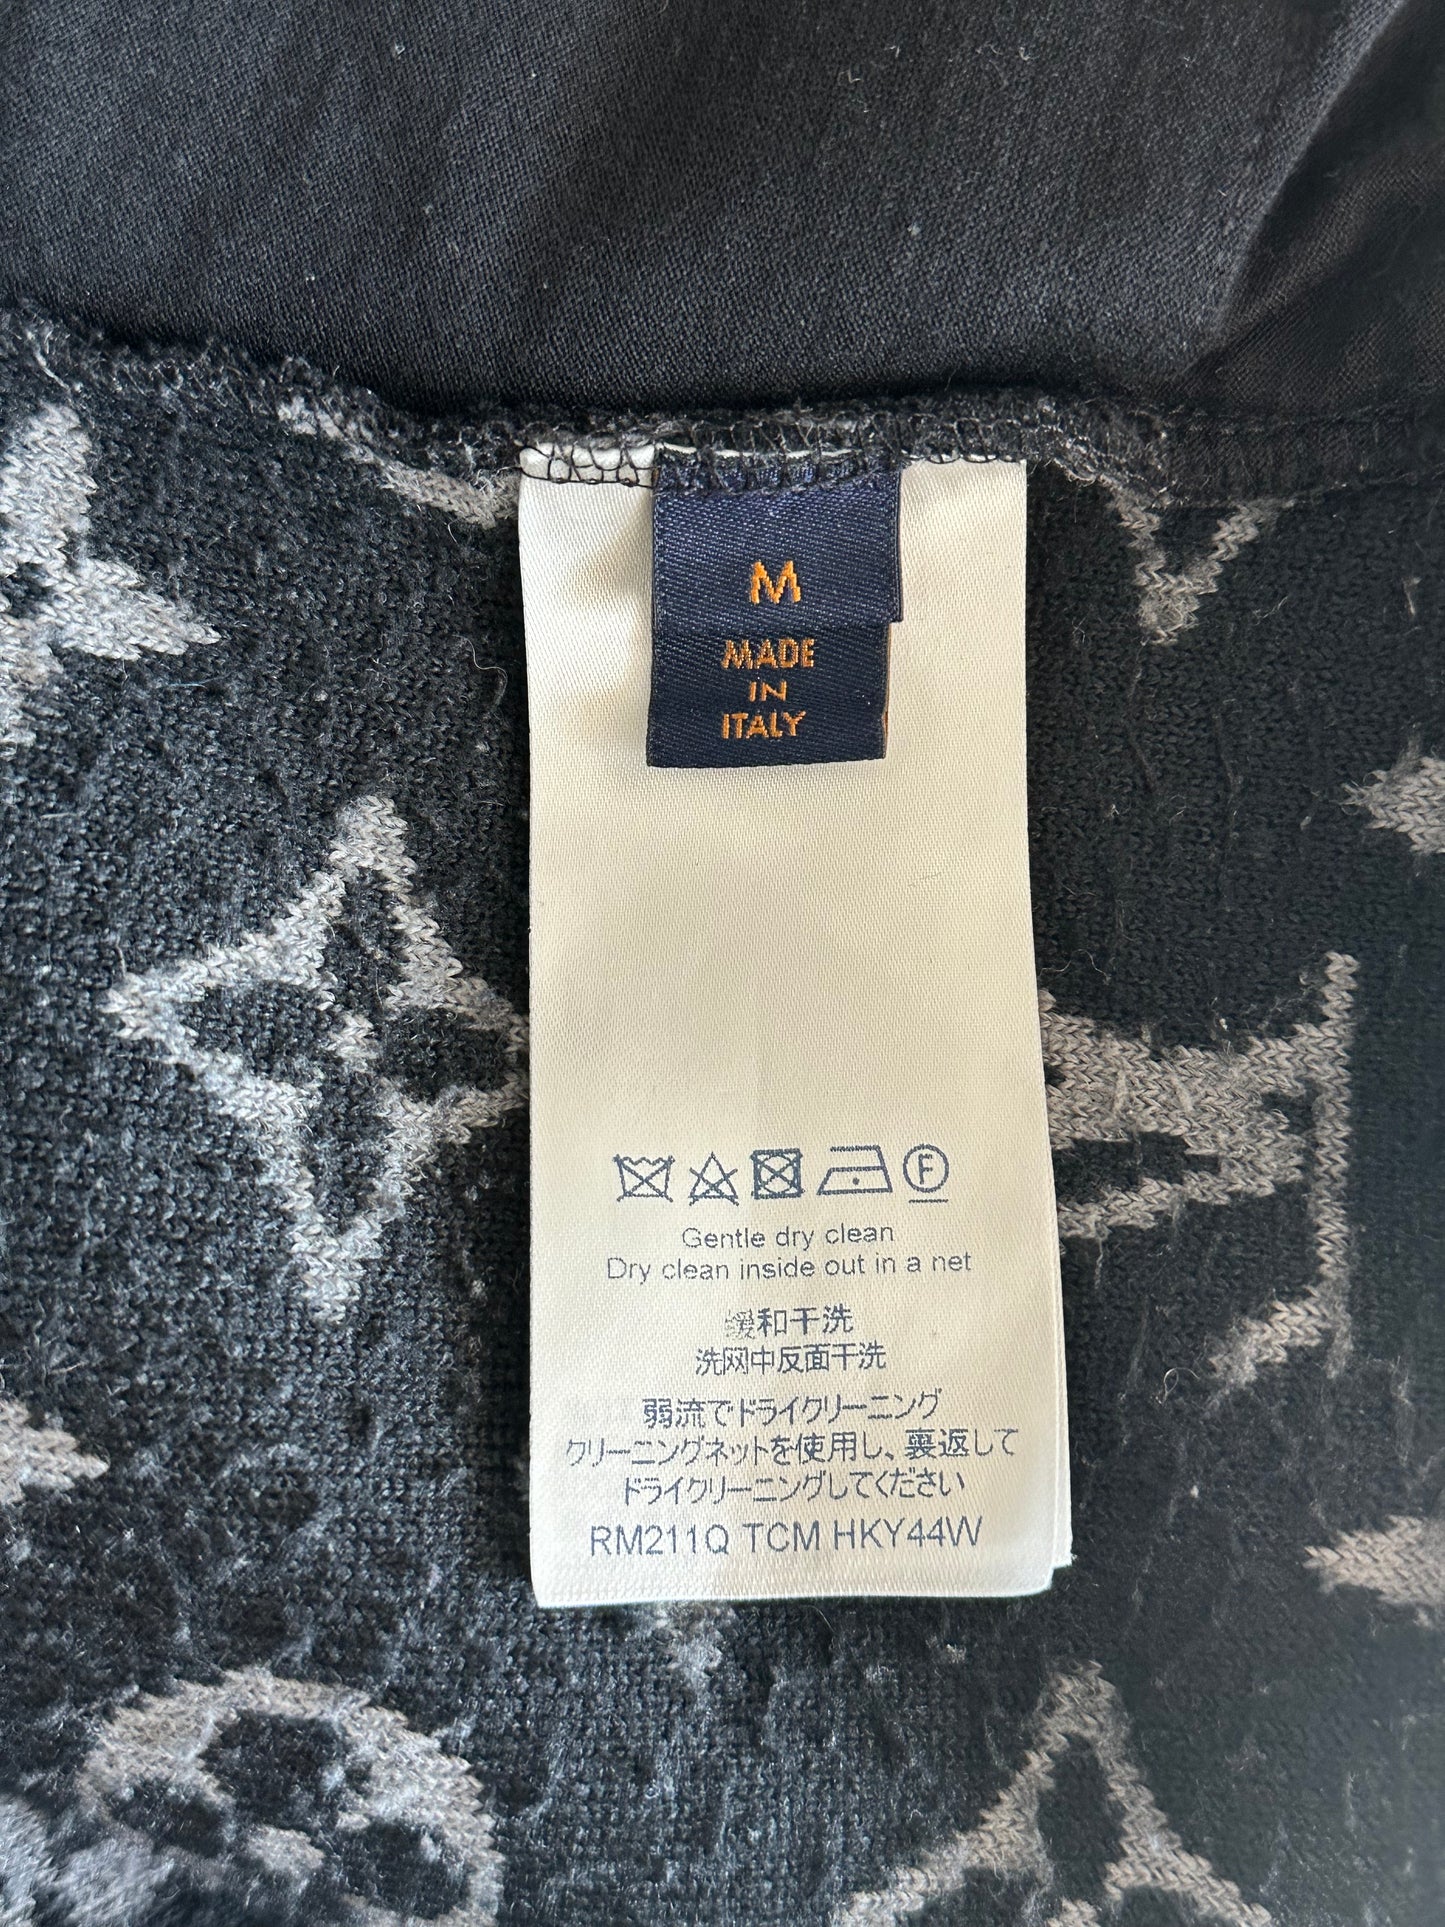 M
MADE
IN
ITALY
F
Gentle dry clean
Dry clean inside out in a net
缓和干洗
洗网中反面干洗
弱流でドライクリーニング
クリーニングネットを使用し、裏返して
ドライクリーニングしてください
RM211Q TCM HKY44W